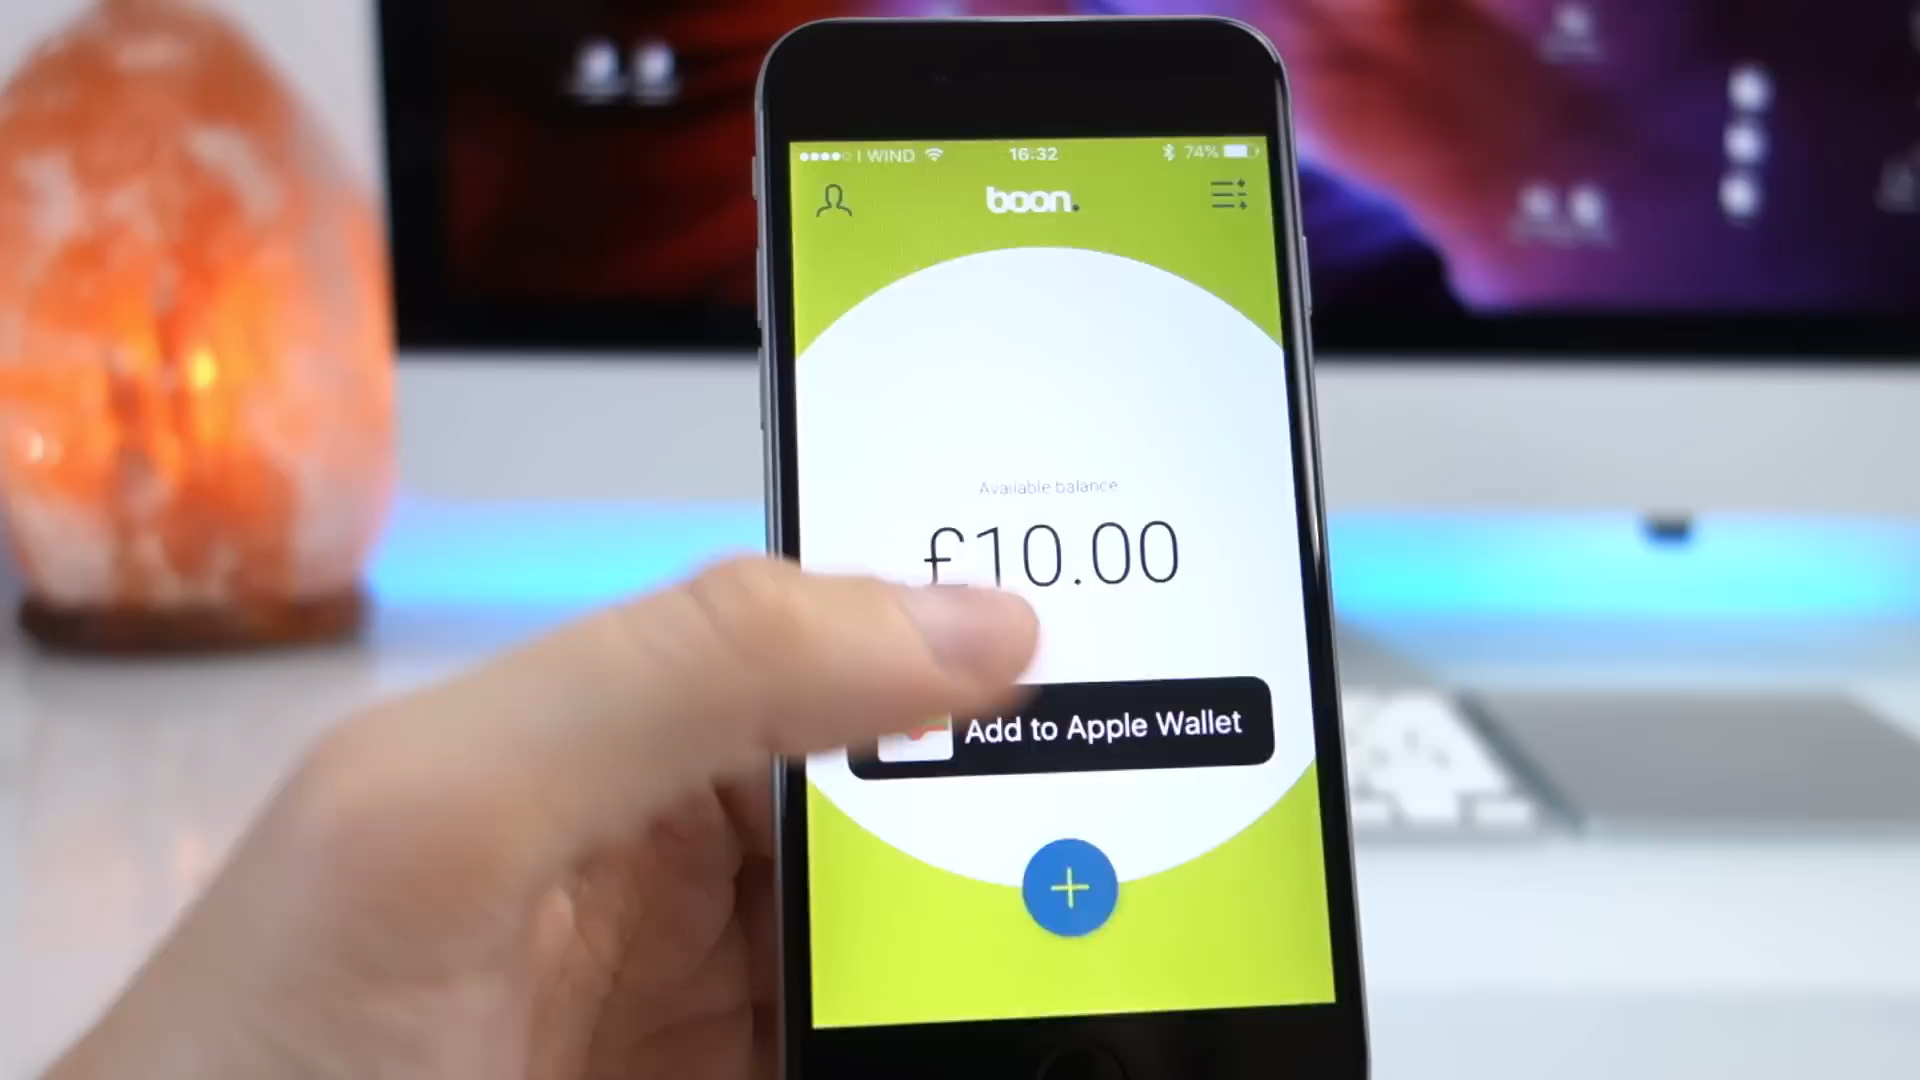 I WIND 16:32 74%
boon.
Available balance
£10.00
Add to Apple Wallet